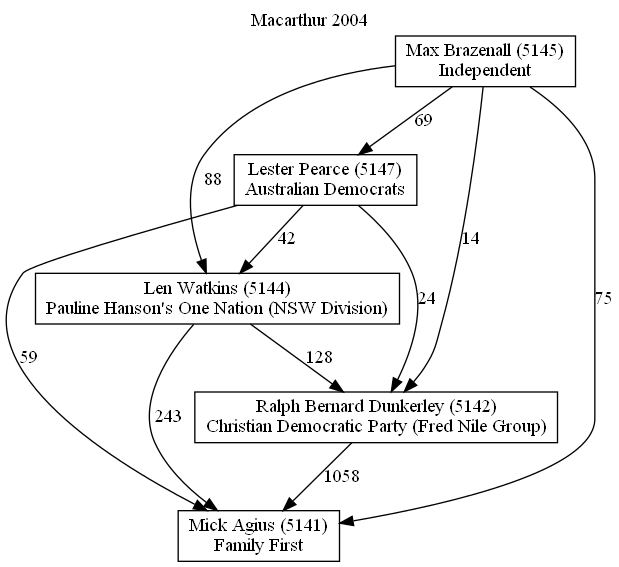 Macarthur 2004
Max Brazenall (5145)
Independent
69
Lester Pearce (5147)
Australian Democrats
88
42
14
24
75
Len Watkins (5144)
Pauline Hanson's One Nation (NSW Division)
59
128
243
Ralph Bernard Dunkerley (5142)
Christian Democratic Party (Fred Nile Group)
1058
Mick Agius (5141)
Family First